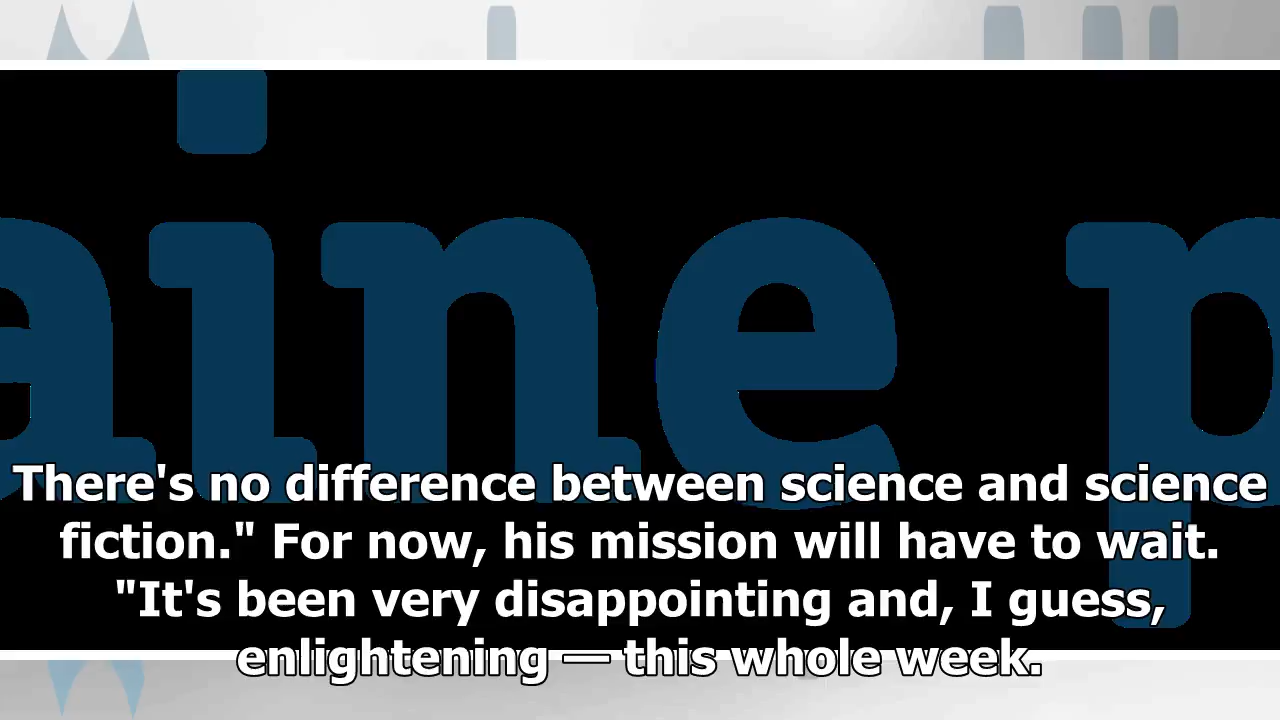 aine p
There's no difference between science and science
fiction." For now, his mission will have to wait.
"It's been very disappointing and, I guess,
enlightening — this whole week.